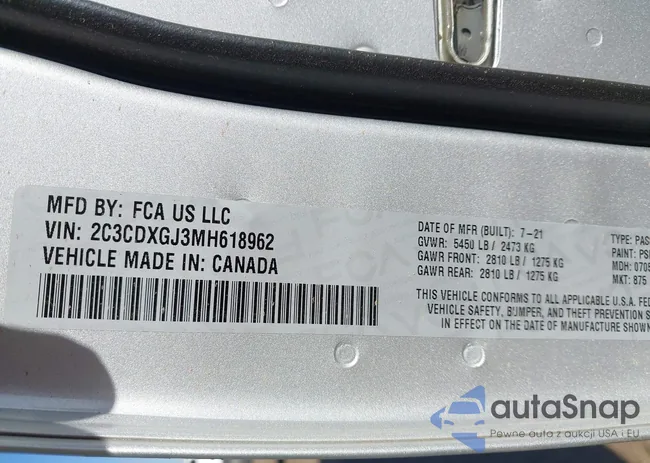 MFD BY: FCA US LLC
VIN: 2C3CDXGJ3MH618962
VEHICLE MADE IN: CANADA
DATE OF MFR (BUILT): 7-21
GVWR: 5450 LB / 2473 KG
GAWR FRONT: 2810 LB / 1275 KG
GAWR REAR: 2810 LB / 1275 KG
TYPE: PAS
PAINT: PS
MDH: 070
MKT: 875
THIS VEHICLE CONFORMS TO ALL APPLICABLE U.S.A. FED
VEHICLE SAFETY, BUMPER, AND THEFT PREVENTION S
IN EFFECT ON THE DATE OF MANUFACTURE SHOWN
autaSnap
Pewne auta z aukcji USA i EU